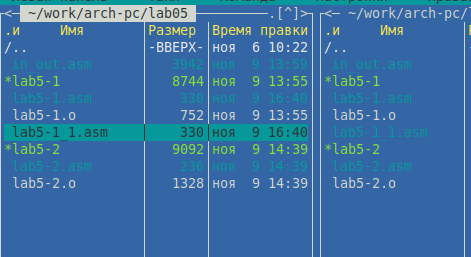 ~/work/arch-pc/lab05 .[^] <─ ~/work/arch-pc/
.и Имя Размер Время правки .и Имя
/.. -ВВЕРХ- ноя 6 10:22 /..
in_out.asm 3942 ноя 9 13:59 in_out.asm
*lab5-1 8744 ноя 9 13:55 *lab5-1
lab5-1.asm 330 ноя 9 16:40 lab5-1.asm
lab5-1.o 752 ноя 9 13:55 lab5-1.o
lab5-1_1.asm 330 ноя 9 16:40 lab5-1_1.asm
*lab5-2 9092 ноя 9 14:39 *lab5-2
lab5-2.asm 236 ноя 9 14:39 lab5-2.asm
lab5-2.o 1328 ноя 9 14:39 lab5-2.o